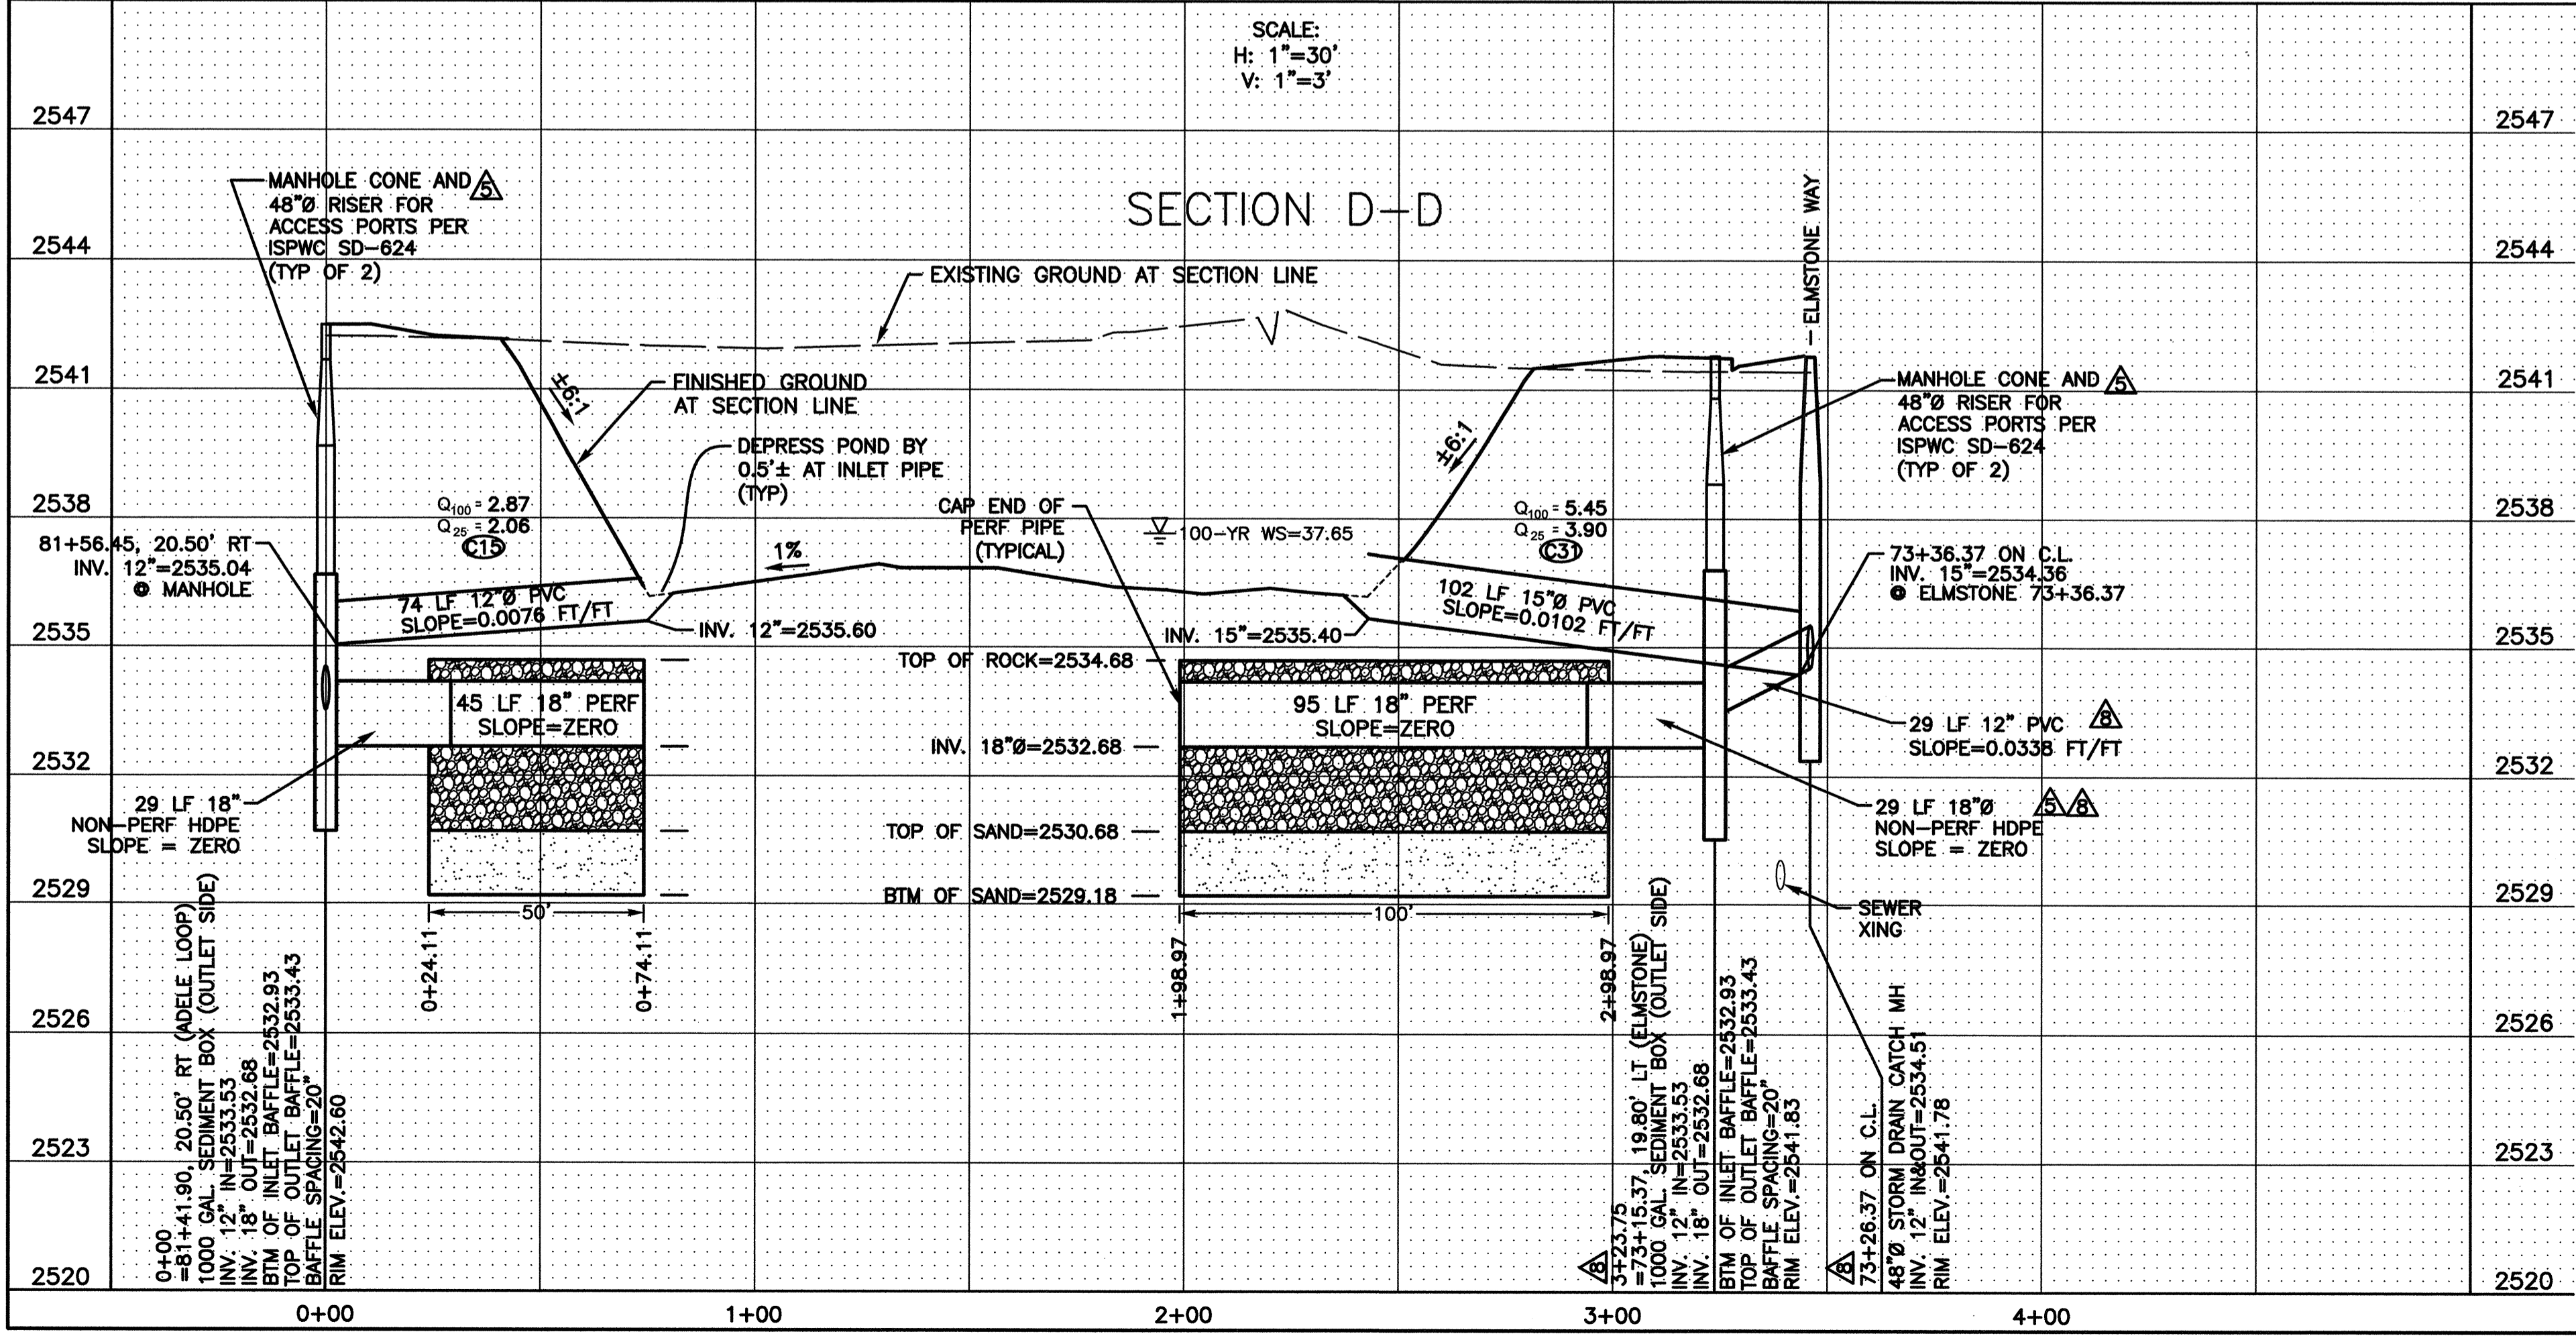 SCALE:
H: 1"=30'
V: 1"=3'
SECTION D-D
2547
2544
2541
2538
2535
2532
2529
2526
2523
2520
2547
2544
2541
2538
2535
2532
2529
2526
2523
2520
MANHOLE CONE AND 5
48"Ø RISER FOR
ACCESS PORTS PER
ISPWC SD-624
(TYP OF 2)
EXISTING GROUND AT SECTION LINE
ELMSTONE WAY
±6:1
FINISHED GROUND
AT SECTION LINE
DEPRESS POND BY
0.5'± AT INLET PIPE
(TYP)
Q100 = 2.87
Q25 = 2.06
C15
81+56.45, 20.50' RT
INV. 12"=2535.04
@ MANHOLE
74 LF 12"Ø PVC
SLOPE=0.0076 FT/FT
1%
INV. 12"=2535.60
CAP END OF
PERF PIPE
(TYPICAL)
100-YR WS=37.65
±6:1
Q100 = 5.45
Q25 = 3.90
C31
MANHOLE CONE AND 5
48"Ø RISER FOR
ACCESS PORTS PER
ISPWC SD-624
(TYP OF 2)
73+36.37 ON C.L.
INV. 15"=2534.36
@ ELMSTONE 73+36.37
102 LF 15"Ø PVC
SLOPE=0.0102 FT/FT
INV. 15"=2535.40
TOP OF ROCK=2534.68
45 LF 18" PERF
SLOPE=ZERO
95 LF 18" PERF
SLOPE=ZERO
INV. 18"Ø=2532.68
29 LF 12" PVC 8
SLOPE=0.0338 FT/FT
29 LF 18"
NON-PERF HDPE
SLOPE = ZERO
29 LF 18"Ø 5 8
NON-PERF HDPE
SLOPE = ZERO
TOP OF SAND=2530.68
BTM OF SAND=2529.18
50'
100'
SEWER
XING
0+24.11
0+74.11
1+98.97
2+98.97
0+00
=81+41.90, 20.50' RT (ADELE LOOP)
1000 GAL. SEDIMENT BOX (OUTLET SIDE)
INV. 12" IN=2533.53
INV. 18" OUT=2532.68
BTM OF INLET BAFFLE=2532.93
TOP OF OUTLET BAFFLE=2533.43
BAFFLE SPACING=20"
RIM ELEV.=2542.60
8 3+23.75
=73+15.37, 19.80' LT (ELMSTONE)
1000 GAL. SEDIMENT BOX (OUTLET SIDE)
INV. 12" IN=2533.53
INV. 18" OUT=2532.68
BTM OF INLET BAFFLE=2532.93
TOP OF OUTLET BAFFLE=2533.43
BAFFLE SPACING=20"
RIM ELEV.=2541.83
8 73+26.37 ON C.L.
48"Ø STORM DRAIN CATCH MH
INV. 12" IN&OUT=2534.51
RIM ELEV.=2541.78
0+00
1+00
2+00
3+00
4+00